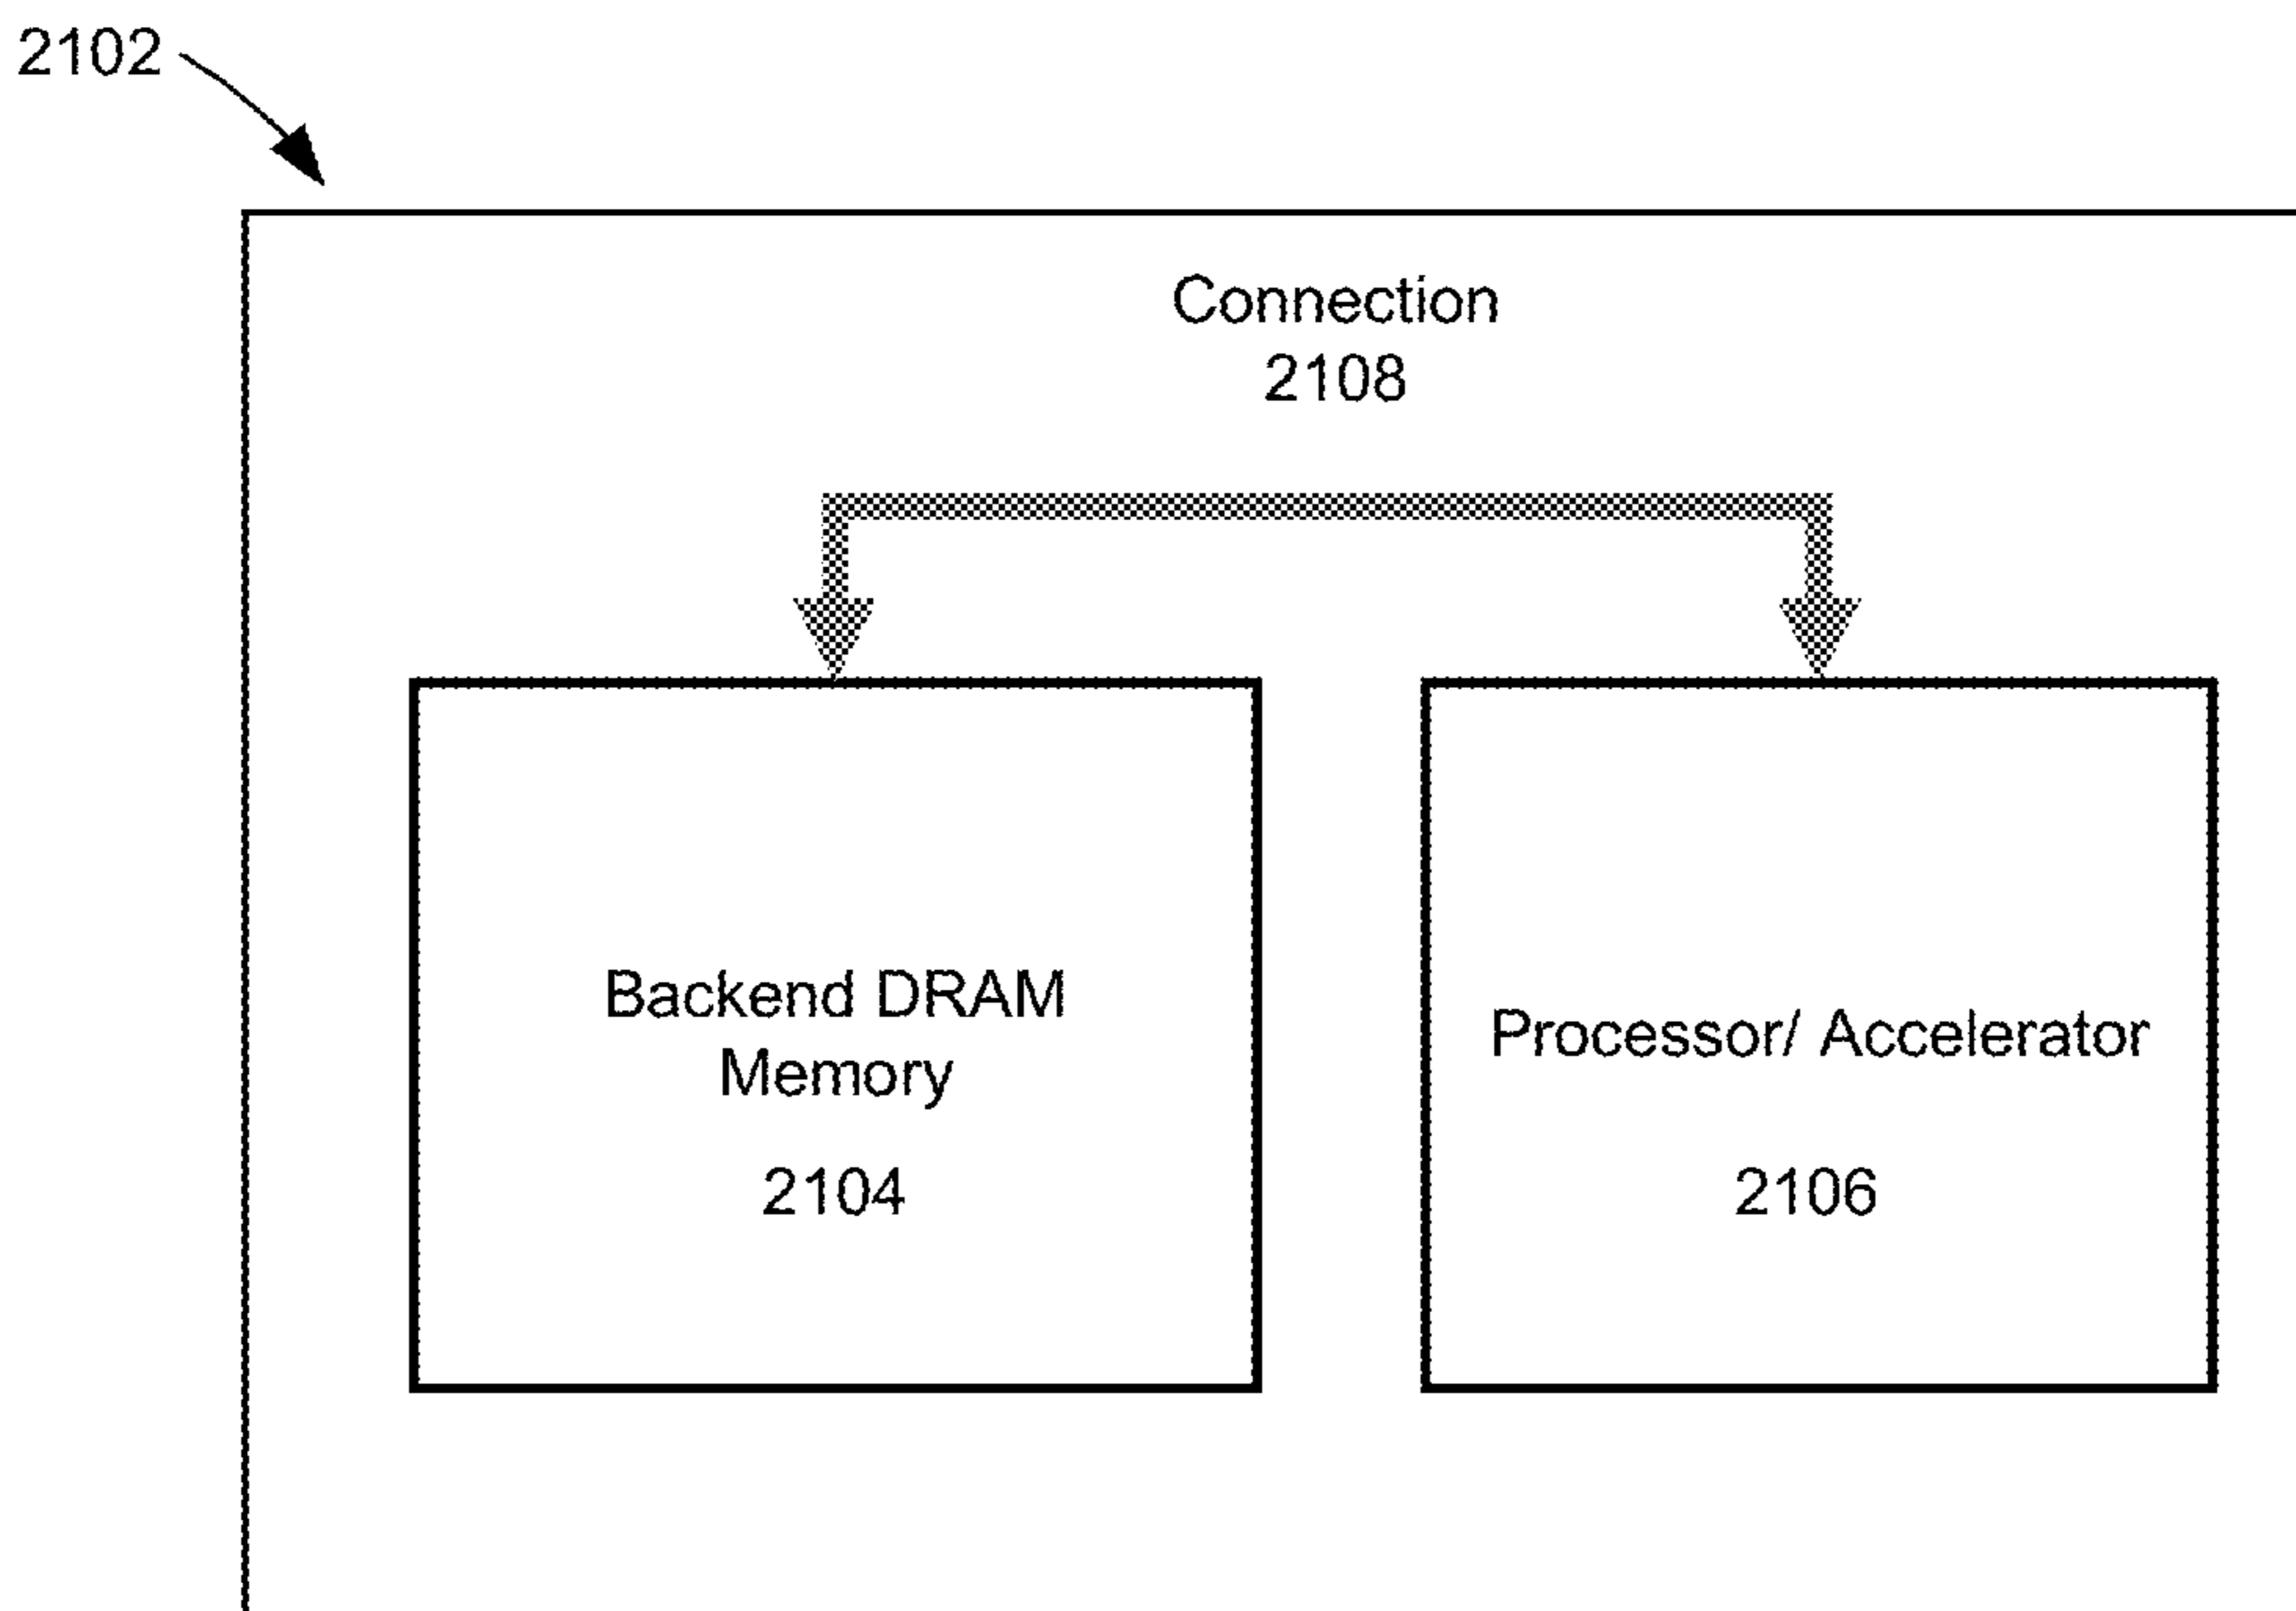 2102
Connection
2108
Backend DRAM
Memory
2104
Processor/ Accelerator
2106